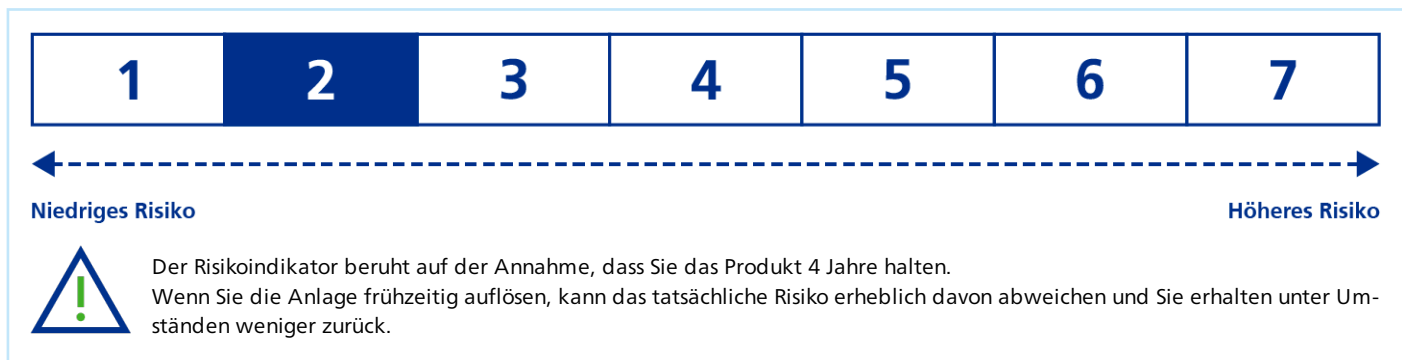 1 2 3 4 5 6 7
Niedriges Risiko Höheres Risiko
Der Risikoindikator beruht auf der Annahme, dass Sie das Produkt 4 Jahre halten.
Wenn Sie die Anlage frühzeitig auflösen, kann das tatsächliche Risiko erheblich davon abweichen und Sie erhalten unter Um-
ständen weniger zurück.